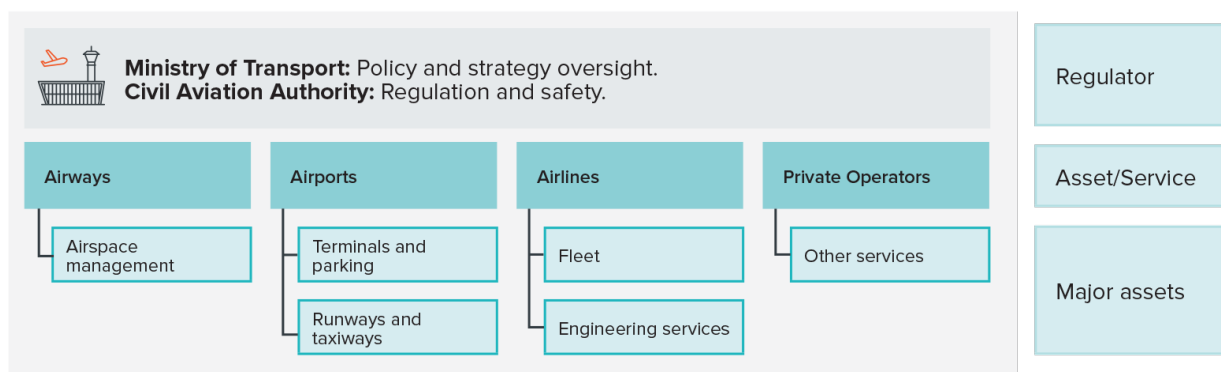 Ministry of Transport: Policy and strategy oversight.
Civil Aviation Authority: Regulation and safety.
Regulator
Airways
Airports
Airlines
Private Operators
Asset/Service
Airspace
management
Terminals and
parking
Fleet
Other services
Runways and
taxiways
Engineering services
Major assets